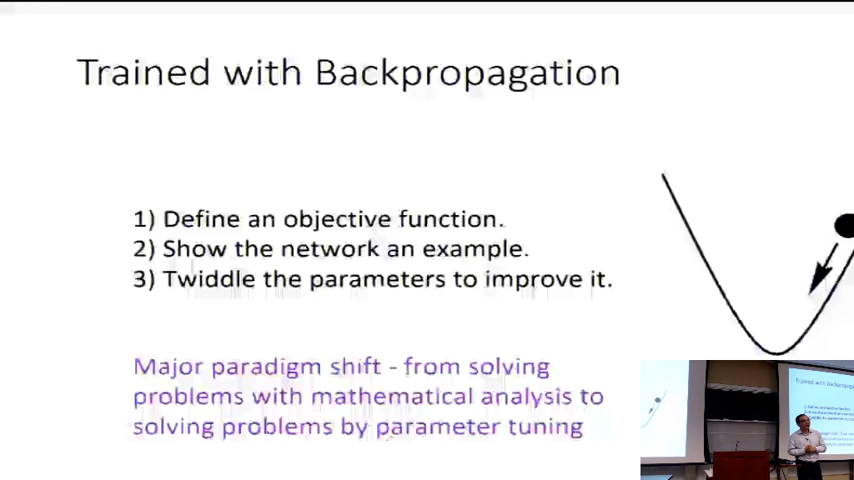 Trained with Backpropagation
1) Define an objective function.
2) Show the network an example.
3) Twiddle the parameters to improve it.
Major paradigm shift - from solving
problems with mathematical analysis to
solving problems by parameter tuning